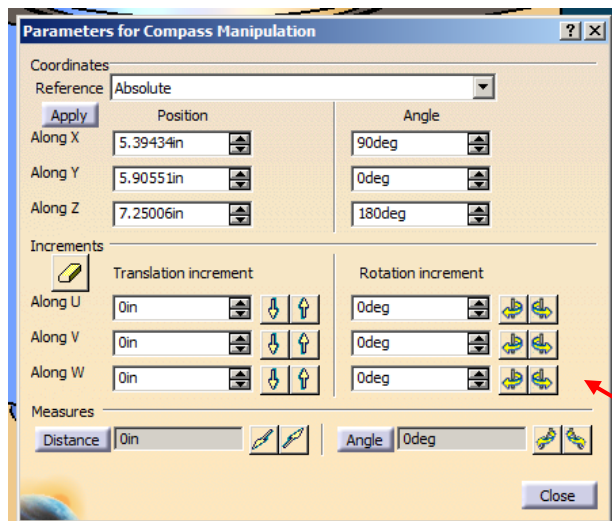 Parameters for Compass Manipulation ? X
Coordinates
Reference Absolute
Apply Position Angle
Along X 5.39434in 90deg
Along Y 5.90551in 0deg
Along Z 7.25006in 180deg
Increments
Translation increment Rotation increment
Along U 0in 0deg
Along V 0in 0deg
Along W 0in 0deg
Measures
Distance 0in Angle 0deg
Close